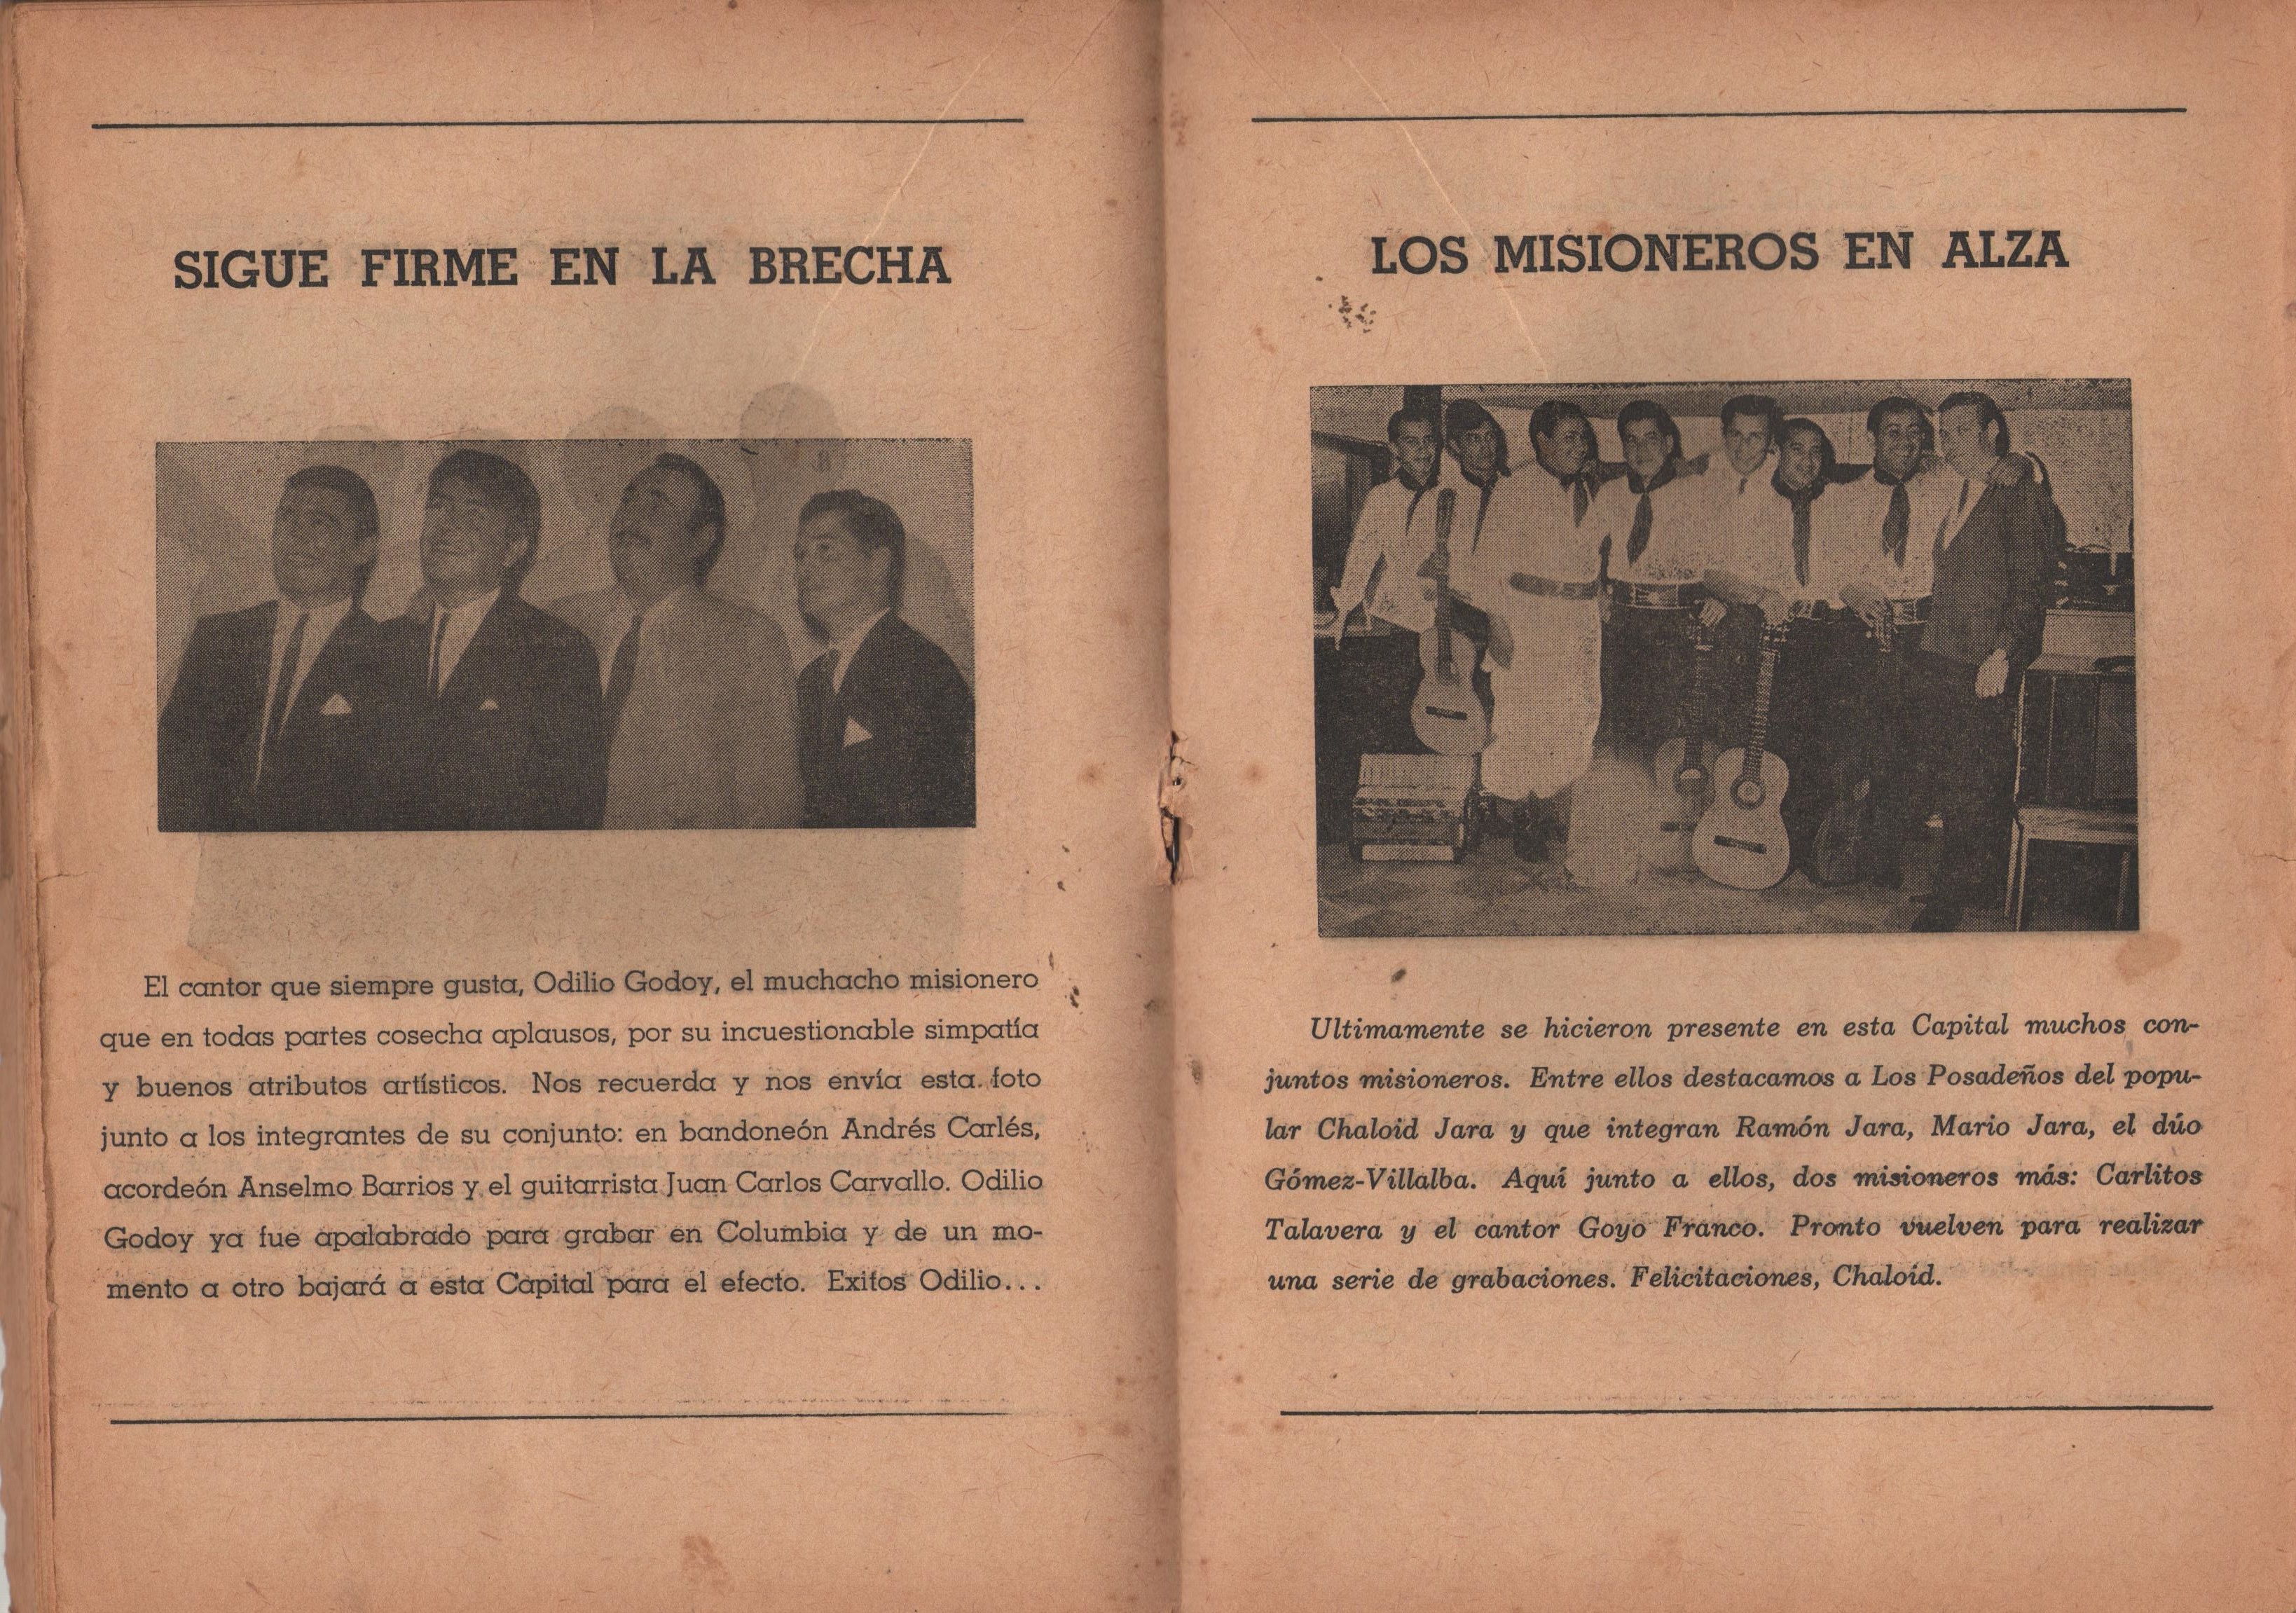 SIGUE FIRME EN LA BRECHA
El cantor que siempre gusta, Odilio Godoy, el muchacho misionero
que en todas partes cosecha aplausos, por su incuestionable simpatía
y buenos atributos artísticos. Nos recuerda y nos envía esta foto
junto a los integrantes de su conjunto: en bandoneón Andrés Carlés,
acordeón Anselmo Barrios y el guitarrista Juan Carlos Carvallo. Odilio
Godoy ya fue apalabrado para grabar en Columbia y de un mo-
mento a otro bajará a esta Capital para el efecto. Exitos Odilio...
LOS MISIONEROS EN ALZA
Ultimamente se hicieron presente en esta Capital muchos con-
juntos misioneros. Entre ellos destacamos a Los Posadeños del popu-
lar Chaloid Jara y que integran Ramón Jara, Mario Jara, el dúo
Gómez-Villalba. Aquí junto a ellos, dos misioneros más: Carlitos
Talavera y el cantor Goyo Franco. Pronto vuelven para realizar
una serie de grabaciones. Felicitaciones, Chaloid.